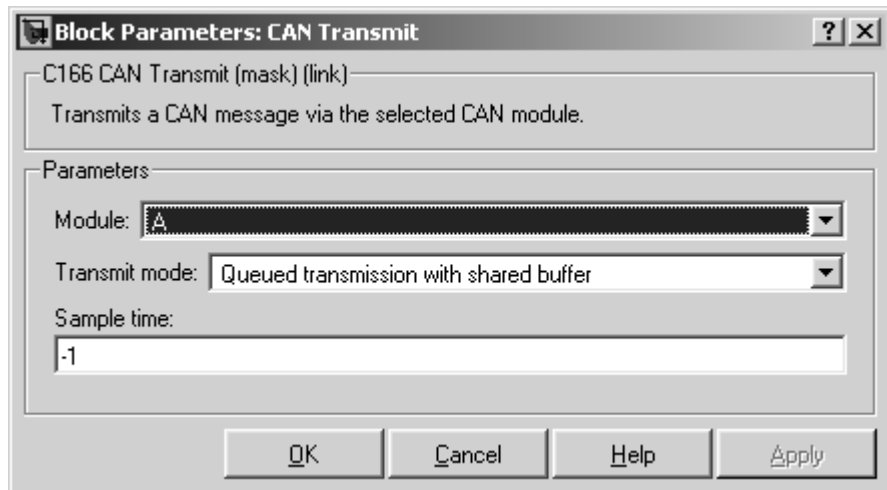 Block Parameters: CAN Transmit
C166 CAN Transmit (mask) (link)
Transmits a CAN message via the selected CAN module.
Parameters
Module: A
Transmit mode: Queued transmission with shared buffer
Sample time:
-1
OK Cancel Help Apply